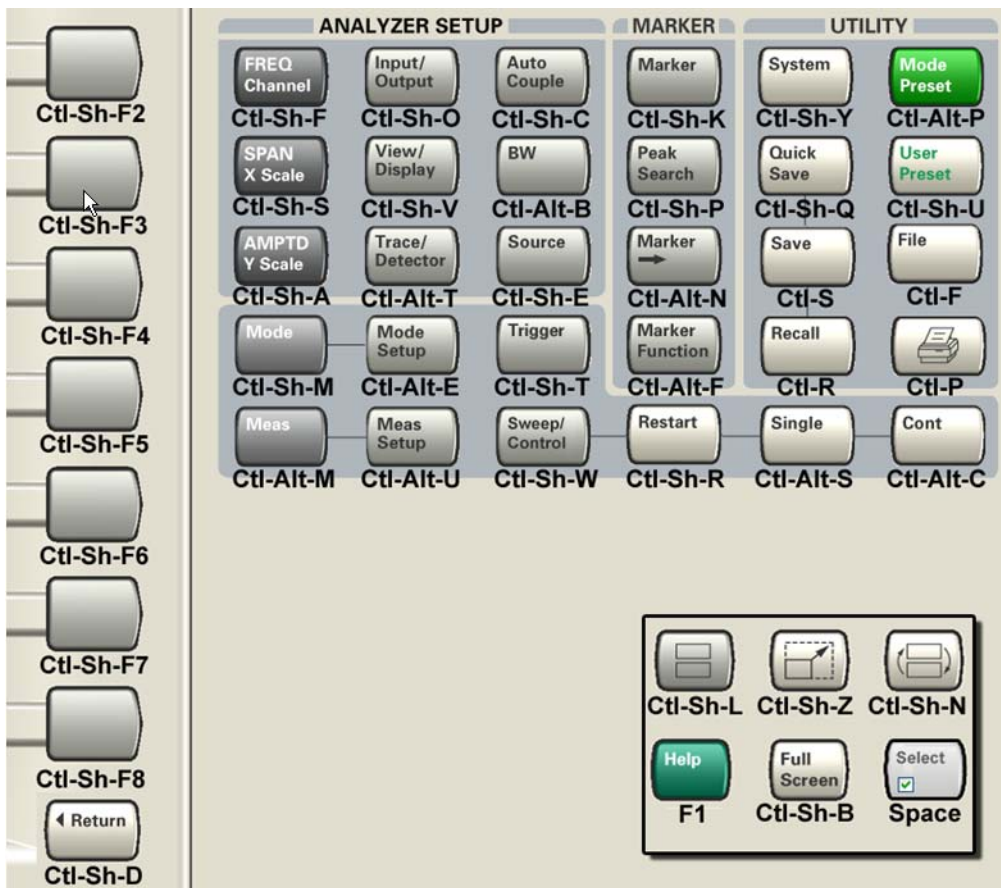 Ctl-Sh-F2
Ctl-Sh-F3
Ctl-Sh-F4
Ctl-Sh-F5
Ctl-Sh-F6
Ctl-Sh-F7
Ctl-Sh-F8
Return
Ctl-Sh-D
ANALYZER SETUP MARKER UTILITY
FREQ Input/ Auto Marker System Mode
Channel Output Couple Preset
Ctl-Sh-F Ctl-Sh-O Ctl-Sh-C Ctl-Sh-K Ctl-Sh-Y Ctl-Alt-P
SPAN View/ BW Peak Quick User
X Scale Display Search Save Preset
Ctl-Sh-S Ctl-Sh-V Ctl-Alt-B Ctl-Sh-P Ctl-Sh-Q Ctl-Sh-U
AMPTD Trace/ Source Marker Save File
Y Scale Detector
Ctl-Sh-A Ctl-Alt-T Ctl-Sh-E Ctl-Alt-N Ctl-S Ctl-F
Mode Mode Trigger Marker Recall
Setup Function
Ctl-Sh-M Ctl-Alt-E Ctl-Sh-T Ctl-Alt-F Ctl-R Ctl-P
Meas Meas Sweep/ Restart Single Cont
Setup Control
Ctl-Alt-M Ctl-Alt-U Ctl-Sh-W Ctl-Sh-R Ctl-Alt-S Ctl-Alt-C
Ctl-Sh-L Ctl-Sh-Z Ctl-Sh-N
Help Full Select
Screen
F1 Ctl-Sh-B Space